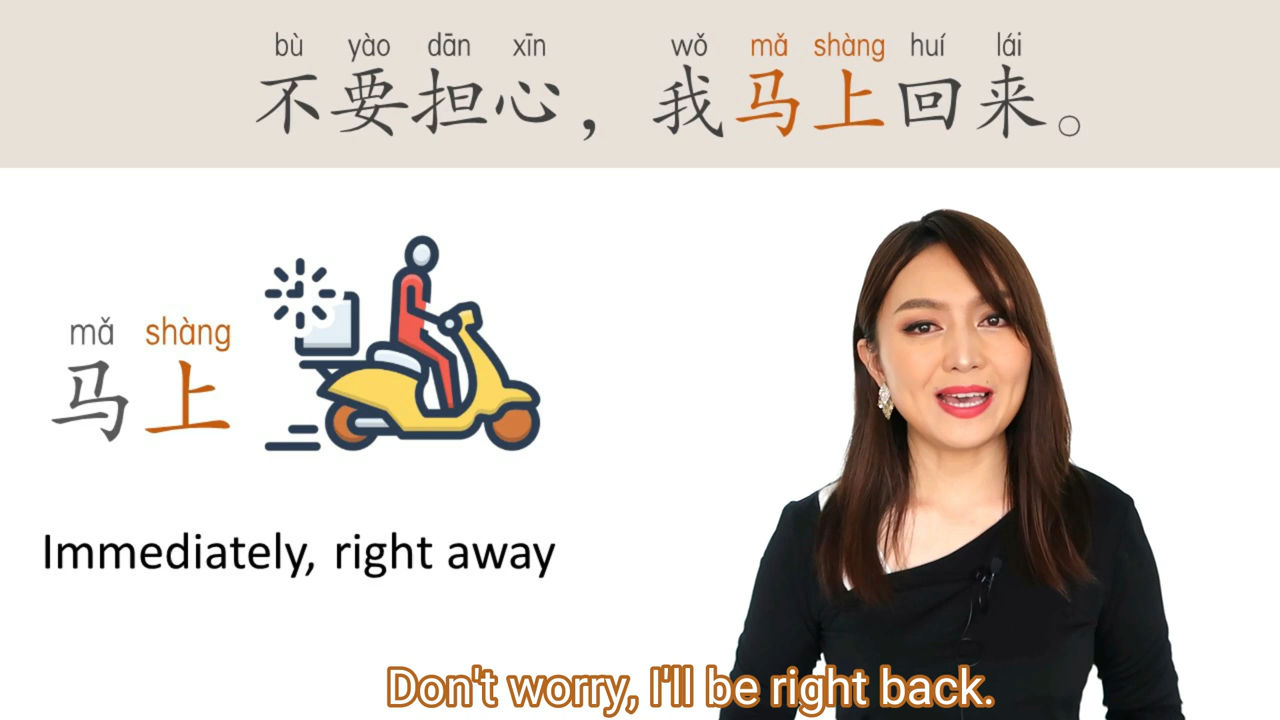 bù yào dān xīn wǒ mǎ shàng huí lái
不要担心，我马上回来。
mǎ shàng
马上
Immediately, right away
Don't worry, I'll be right back.